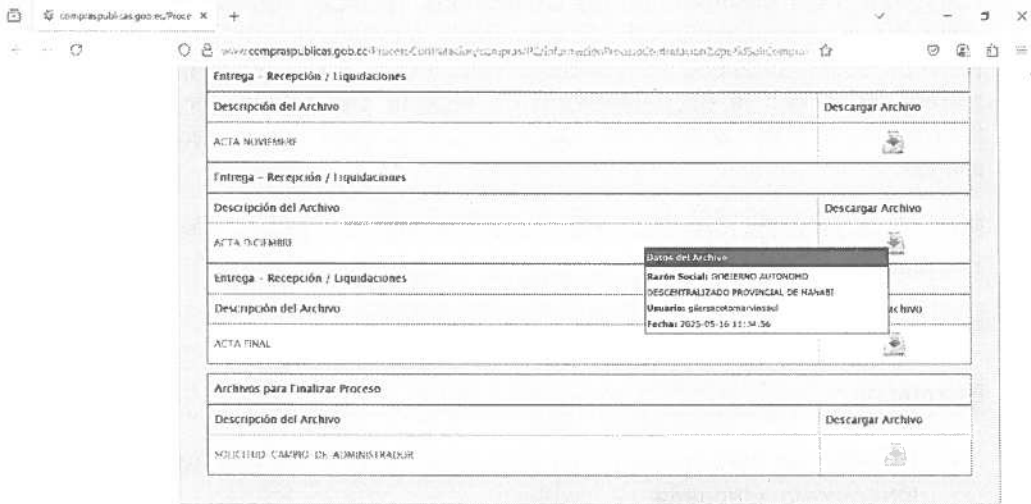 compraspublicas.gob.ec/Proce
Entrega - Recepción / Liquidaciones
Descripción del Archivo Descargar Archivo
ACTA NOVIEMBRE
Entrega - Recepción / Liquidaciones
Descripción del Archivo Descargar Archivo
ACTA DICIEMBRE
Datos del Archivo
Razón Social: GOBIERNO AUTONOMO
DESCENTRALIZADO PROVINCIAL DE MANABI
Usuario:
Fecha: 2025-05-16
Entrega - Recepción / Liquidaciones
Descripción del Archivo
ACTA FINAL
Archivos para Finalizar Proceso
Descripción del Archivo Descargar Archivo
SOLICITUD CAMBIO DE ADMINISTRADOR